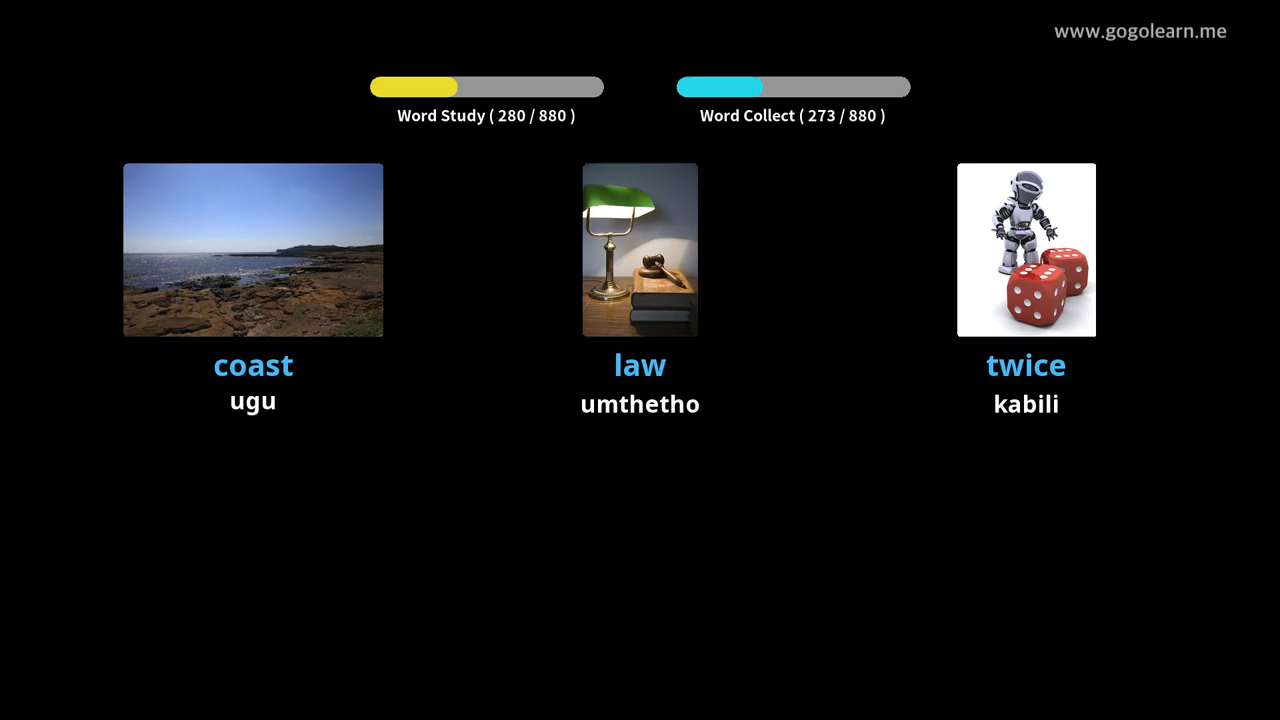 www.gogolearn.me
Word Study ( 280 / 880 )
Word Collect ( 273 / 880 )
coast
ugu
law
umthetho
twice
kabili